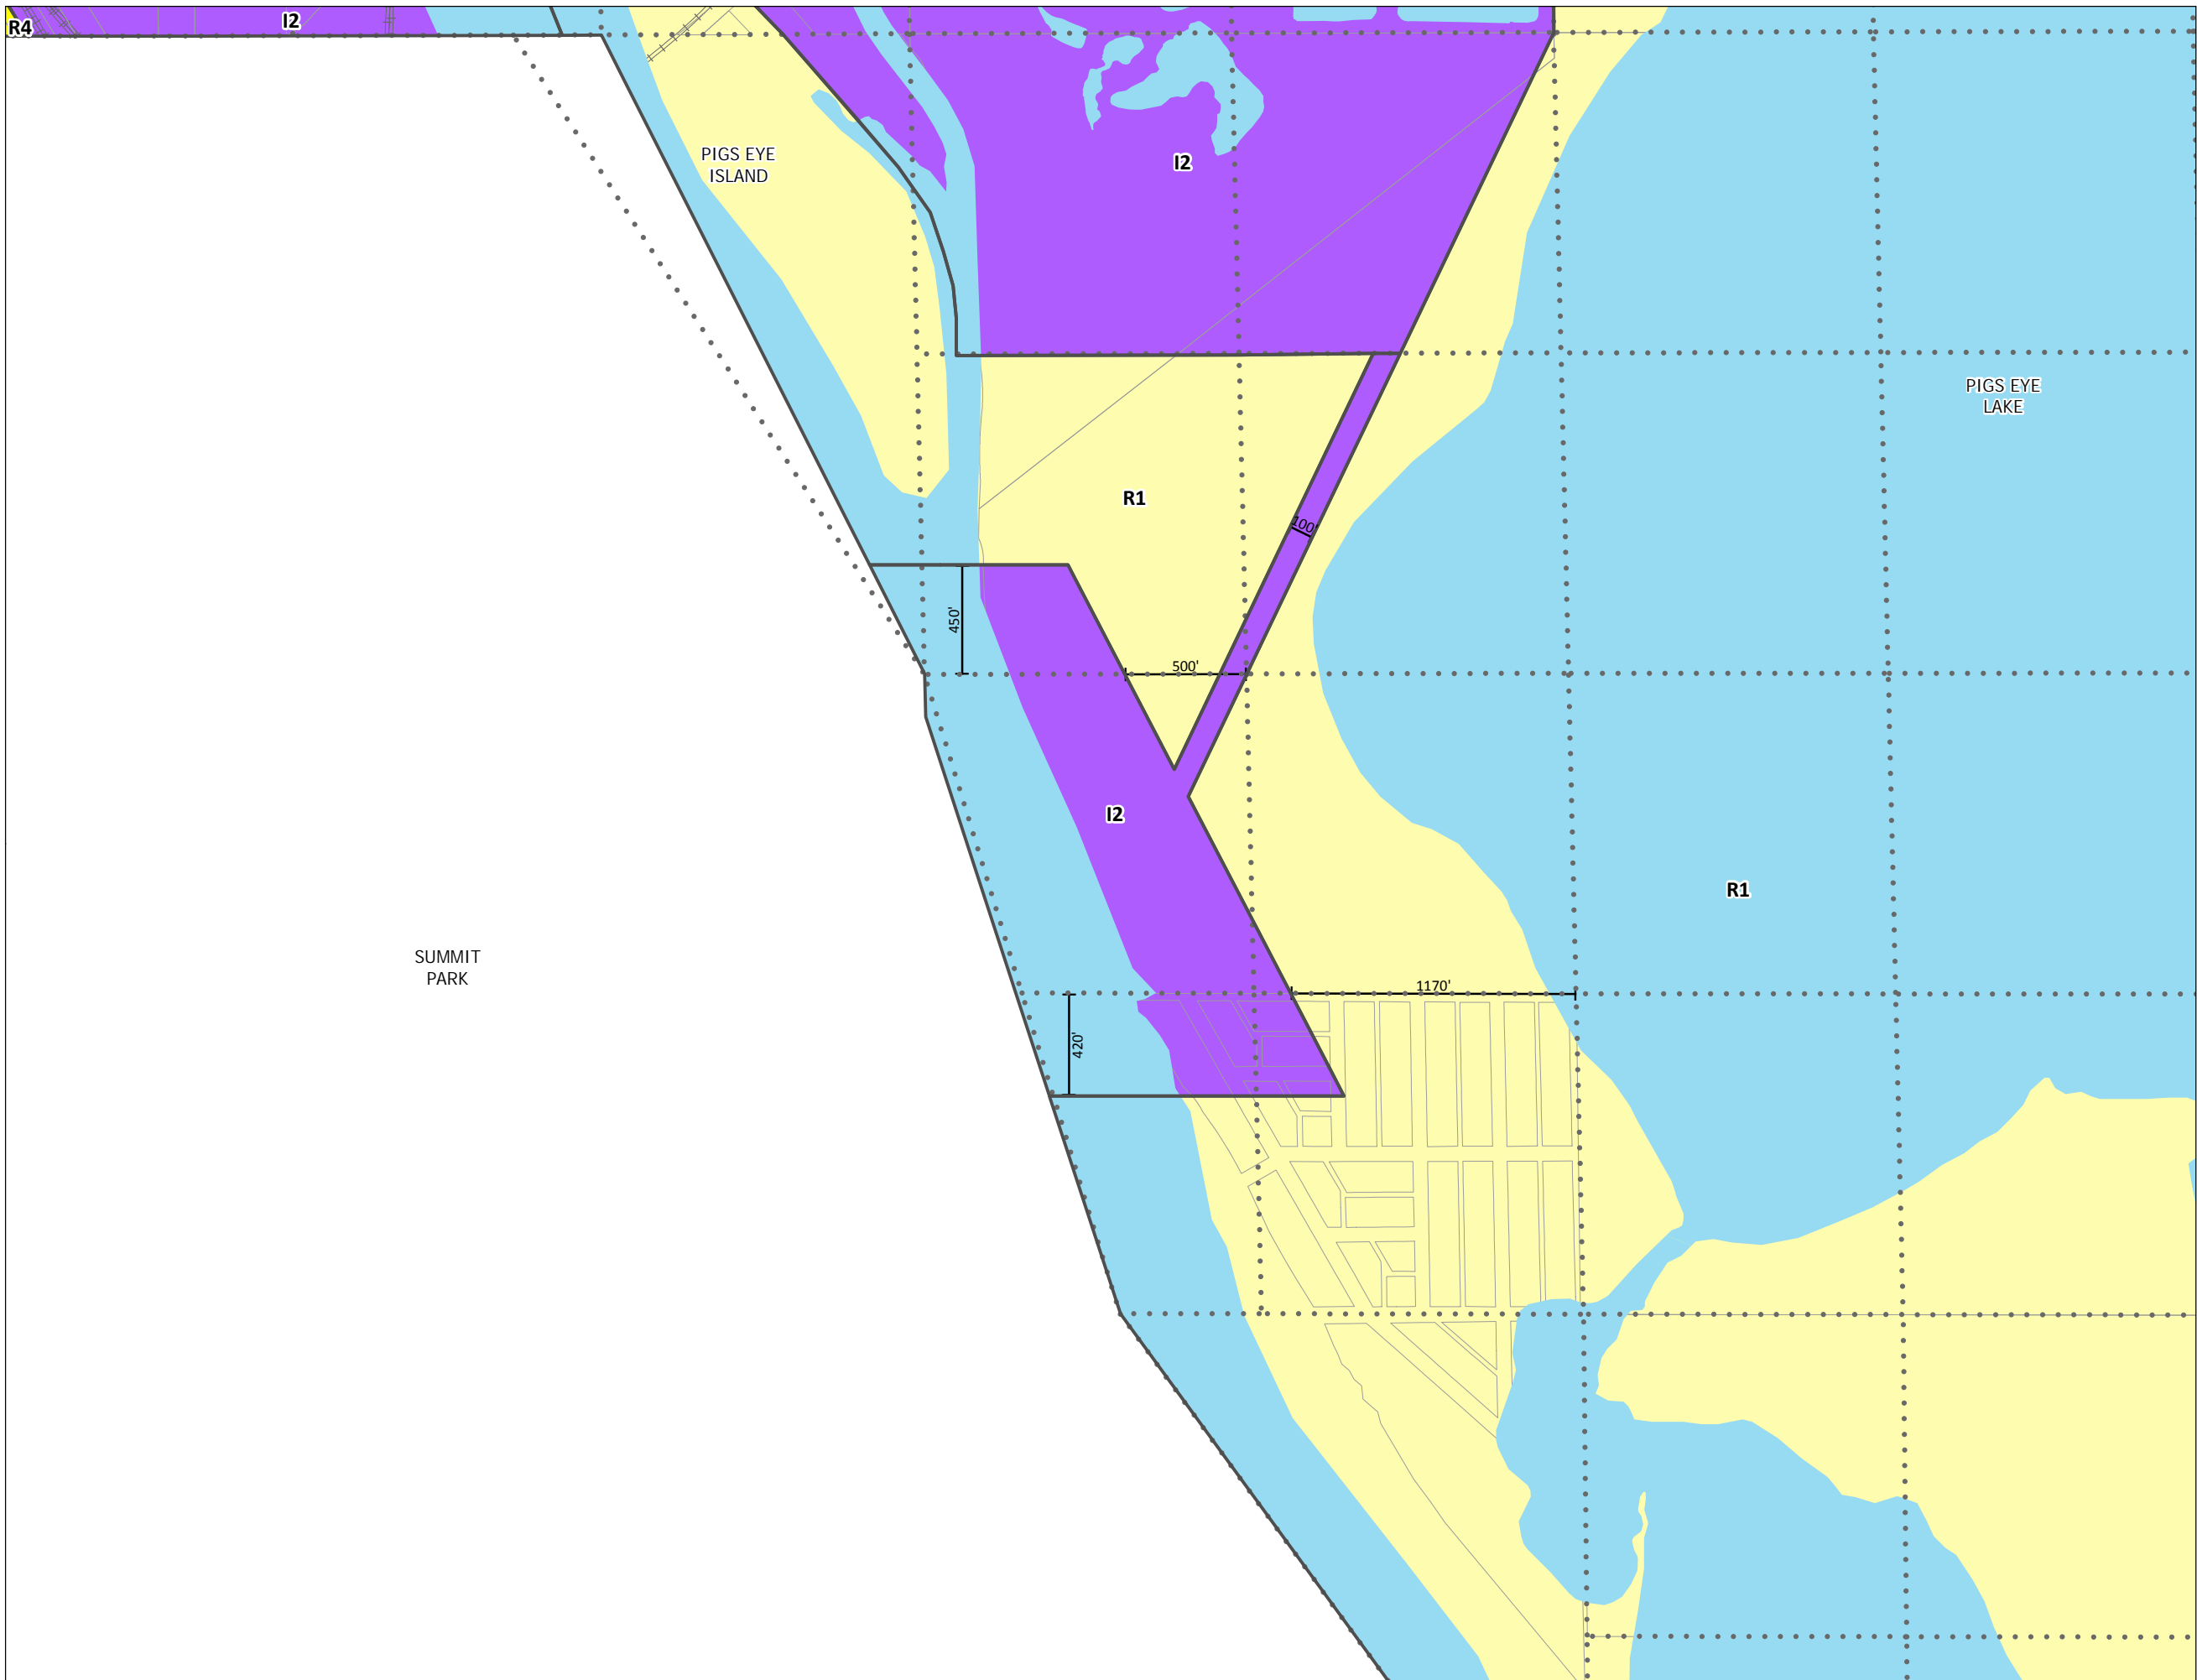 R4
I2
PIGS EYE
ISLAND
I2
PIGS EYE
LAKE
R1
100'
450'
500'
I2
R1
SUMMIT
PARK
1170'
420'